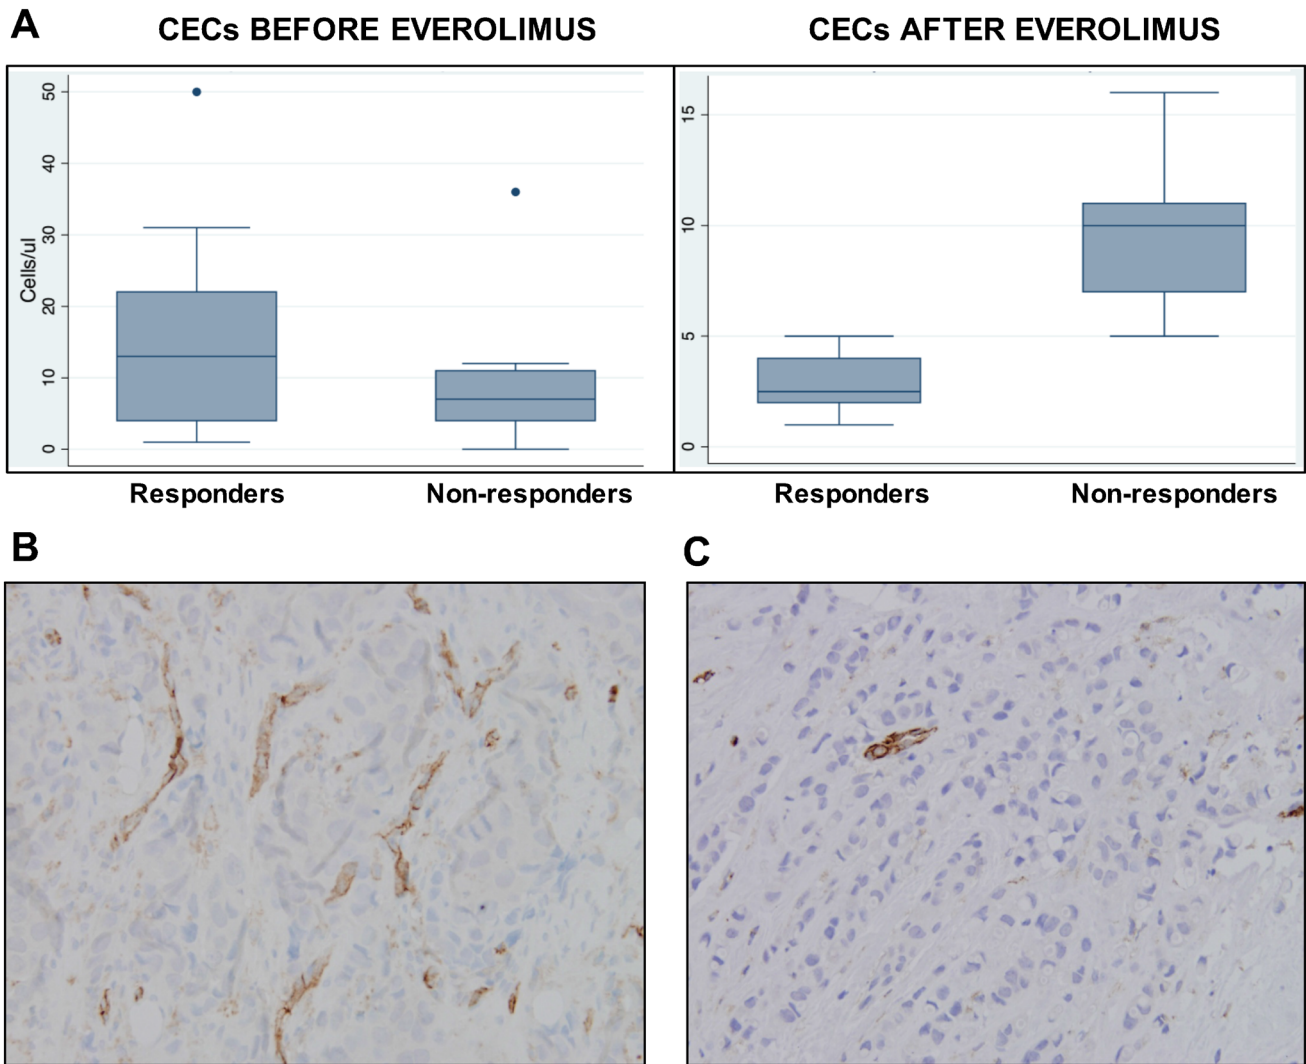 A
CECs BEFORE EVEROLIMUS
CECs AFTER EVEROLIMUS
Cells/ul
50
40
30
20
10
0
15
10
5
0
Responders
Non-responders
Responders
Non-responders
B
C